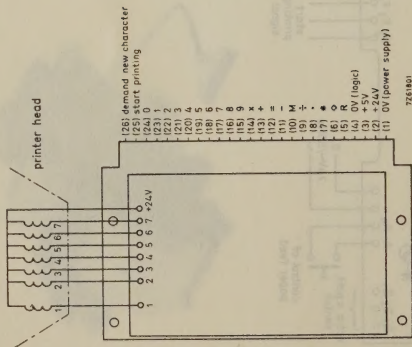 printer head
1 2 3 4 5 6 7
1 2 3 4 5 6 7 +24V
(26) demand new character
(25) start printing
(24) 0
(23) 1
(22) 2
(21) 3
(20) 4
(19) 5
(18) 6
(17) 7
(16) 8
(15) 9
(14) ×
(13) +
(12) =
(11) −
(10) M
(9) ÷
(8) •
(7) *
(6) ◇
(5) R
(4) 0V (logic)
(3) +5V
(2) +24V
(1) 0V (power supply)
7Z61801